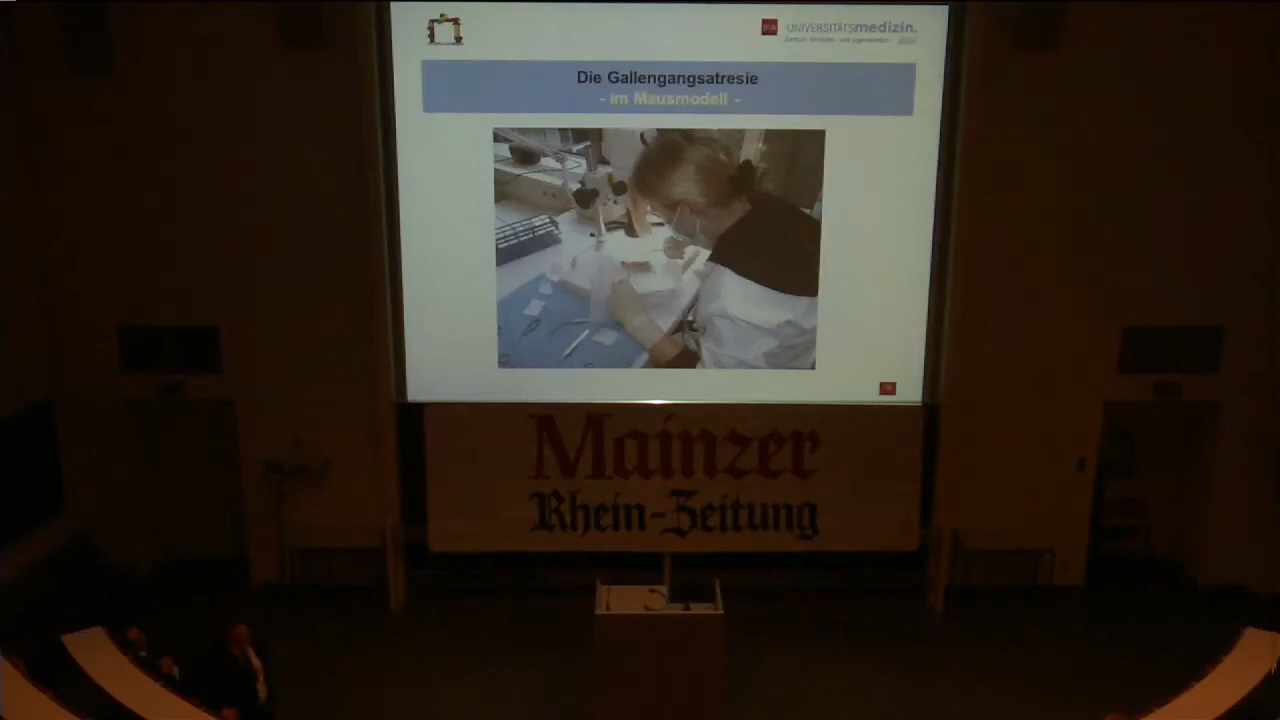 UNIVERSITÄTSmedizin.
Die Gallengangsatresie
- im Mausmodell -
Mainzer
Rhein-Zeitung